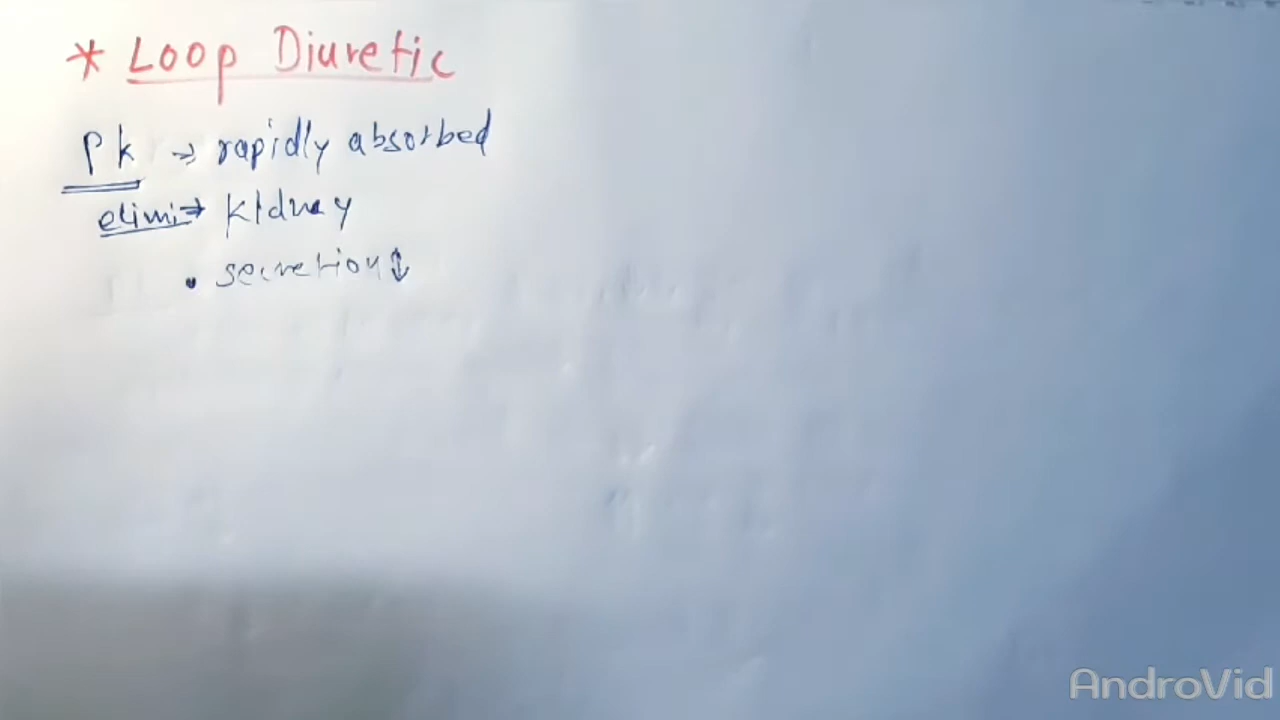 * Loop Diuretic
Pk → rapidly absorbed
elimi → kidney
• secretion ↓
AndroVid